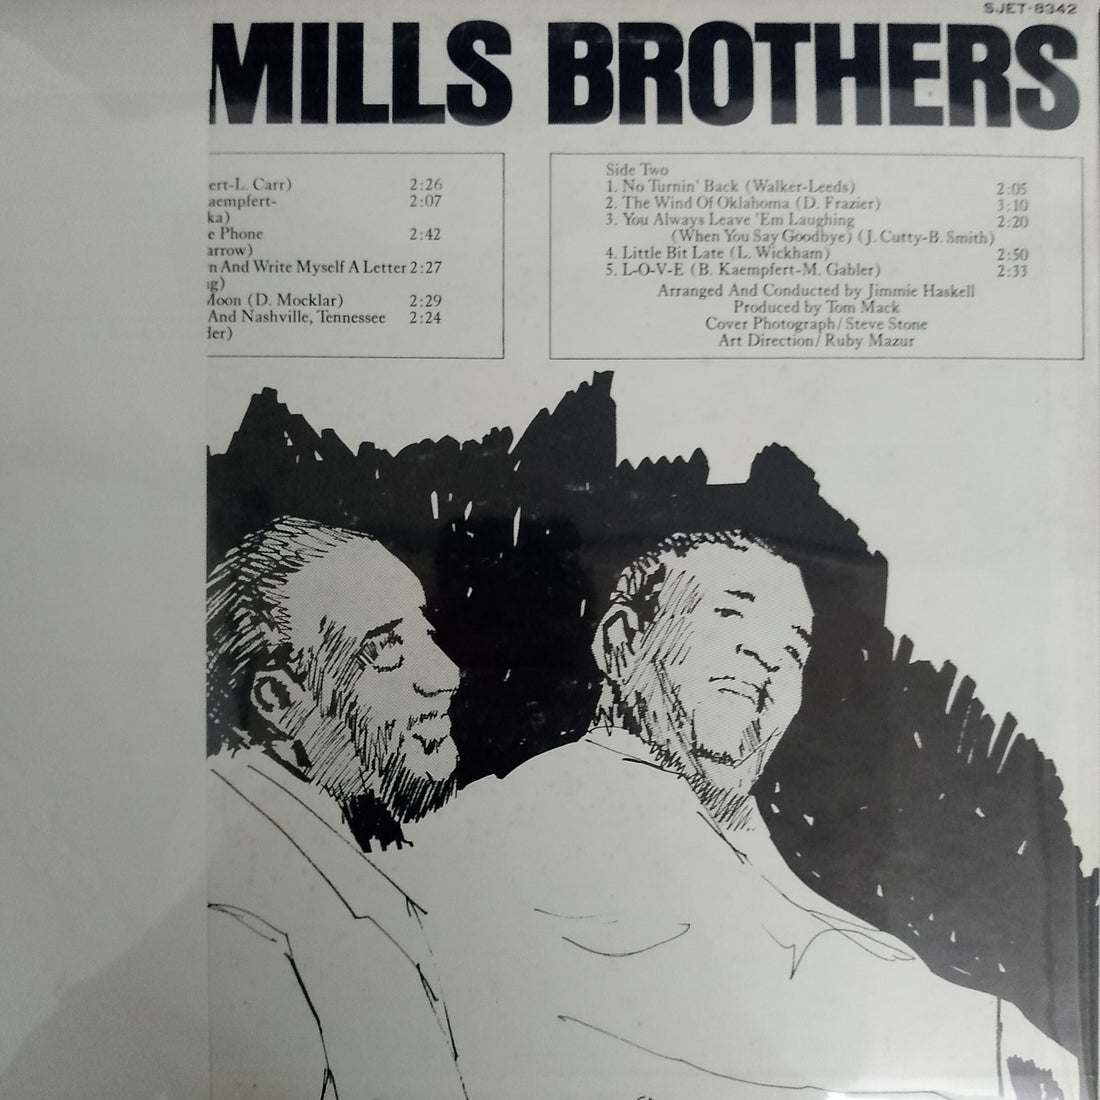 SJET-8342
MILLS BROTHERS
ert-L. Carr) 2:26
aempfert- 2:07
ka)
e Phone 2:42
arrow)
n And Write Myself A Letter 2:27
ng)
Moon (D. Mocklar) 2:29
And Nashville, Tennessee 2:24
ler)
Side Two
1. No Turnin' Back (Walker-Leeds) 2:05
2. The Wind Of Oklahoma (D. Frazier) 3:10
3. You Always Leave 'Em Laughing 2:20
(When You Say Goodbye) (J. Cutty-B. Smith)
4. Little Bit Late (L. Wickham) 2:50
5. L-O-V-E (B. Kaempfert-M. Gabler) 2:33
Arranged And Conducted by Jimmie Haskell
Produced by Tom Mack
Cover Photograph/Steve Stone
Art Direction/Ruby Mazur